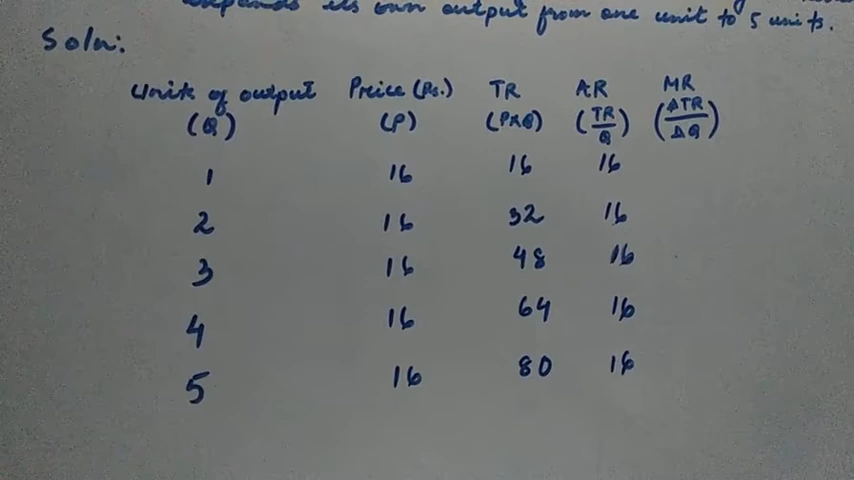 its own output from one unit to 5 units.
Soln:
Units of output Price (Rs.) TR AR MR
(Q) (P) (PxQ) (TR/Q) (ΔTR/ΔQ)
1 16 16 16
2 16 32 16
3 16 48 16
4 16 64 16
5 16 80 16